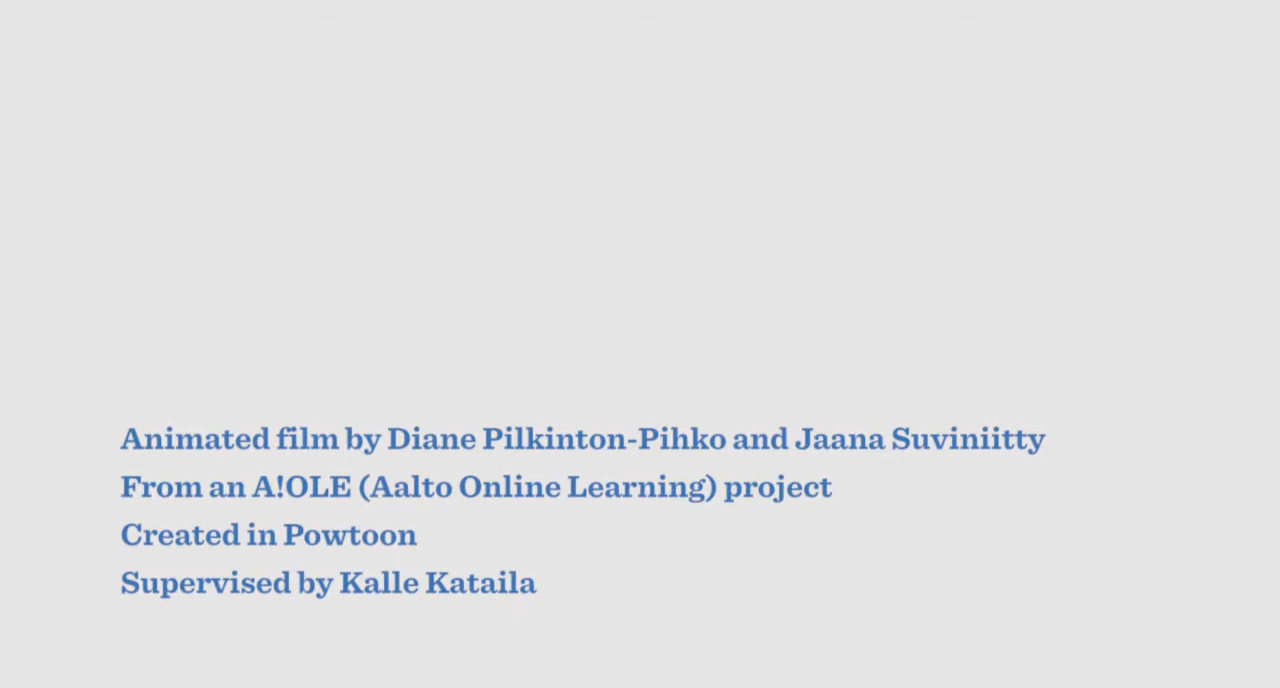 Animated film by Diane Pilkinton-Pihko and Jaana Suviniitty
From an A!OLE (Aalto Online Learning) project
Created in Powtoon
Supervised by Kalle Kataila